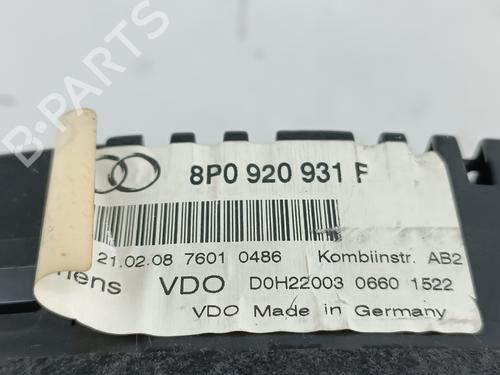 8P0 920 931 F
21.02.08 7601 0486 Kombiinstr. AB2
mens VDO D0H22003 0660 1522
VDO Made in Germany
B-Parts